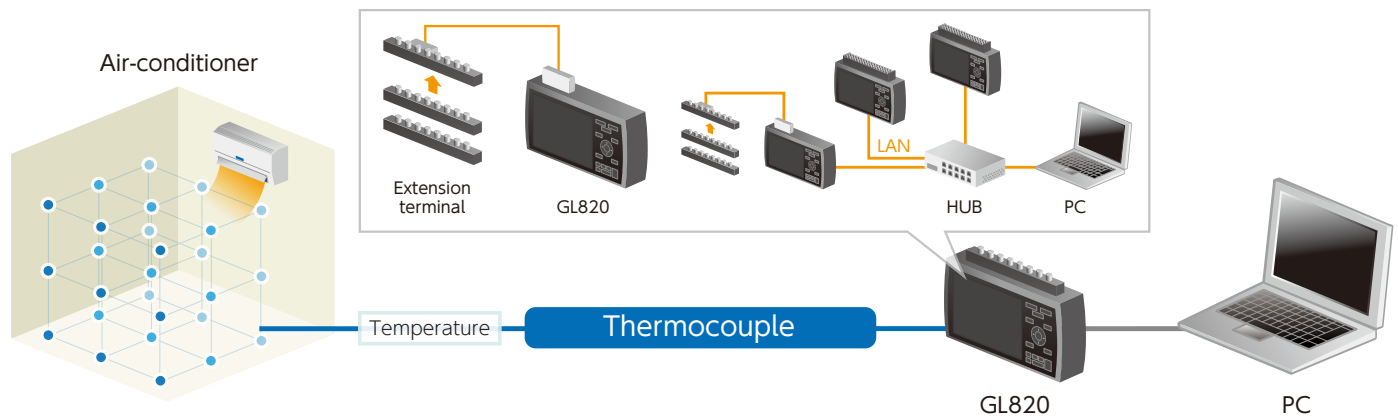 Air-conditioner
Extension
terminal
GL820
LAN
HUB
PC
Temperature
Thermocouple
GL820
PC